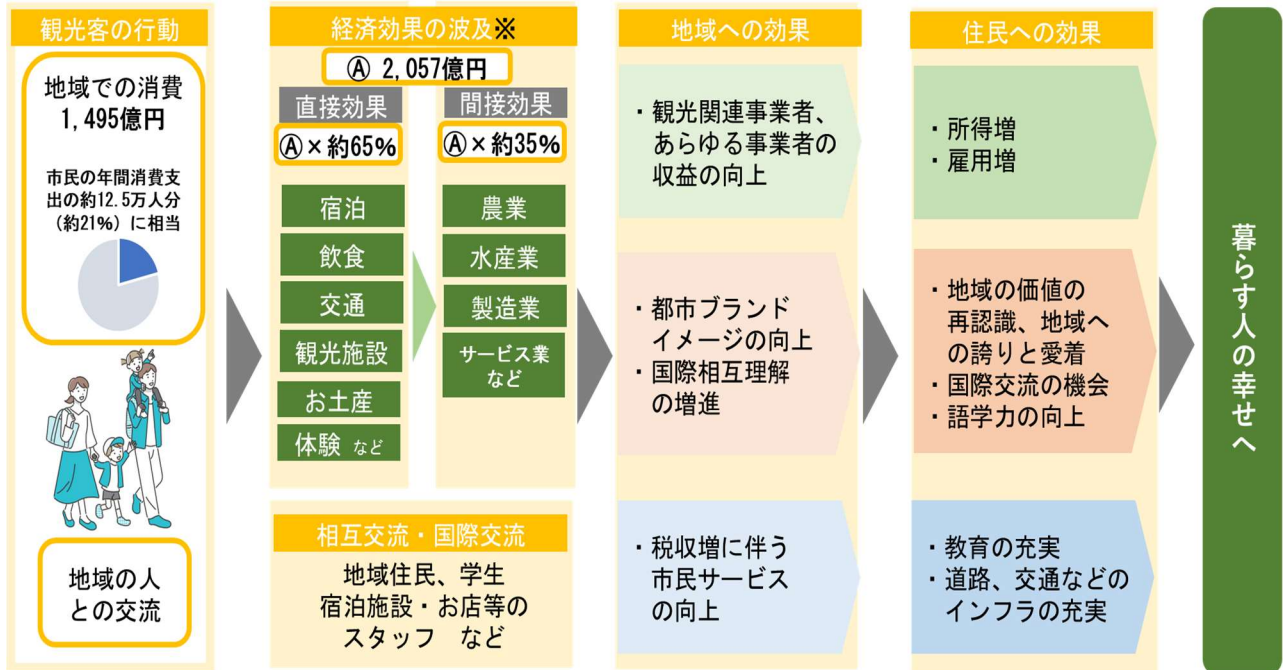 観光客の行動
地域での消費
1,495億円
市民の年間消費支
出の約12.5万人分
（約21%）に相当
地域の人
との交流
経済効果の波及※
Ⓐ 2,057億円
直接効果
Ⓐ×約65%
宿泊
飲食
交通
観光施設
お土産
体験 など
間接効果
Ⓐ×約35%
農業
水産業
製造業
サービス業
など
相互交流・国際交流
地域住民、学生
宿泊施設・お店等の
スタッフ など
地域への効果
・観光関連事業者、
あらゆる事業者の
収益の向上
・都市ブランド
イメージの向上
・国際相互理解
の増進
・税収増に伴う
市民サービス
の向上
住民への効果
・所得増
・雇用増
・地域の価値の
再認識、地域へ
の誇りと愛着
・国際交流の機会
・語学力の向上
・教育の充実
・道路、交通などの
インフラの充実
暮らす人の幸せへ